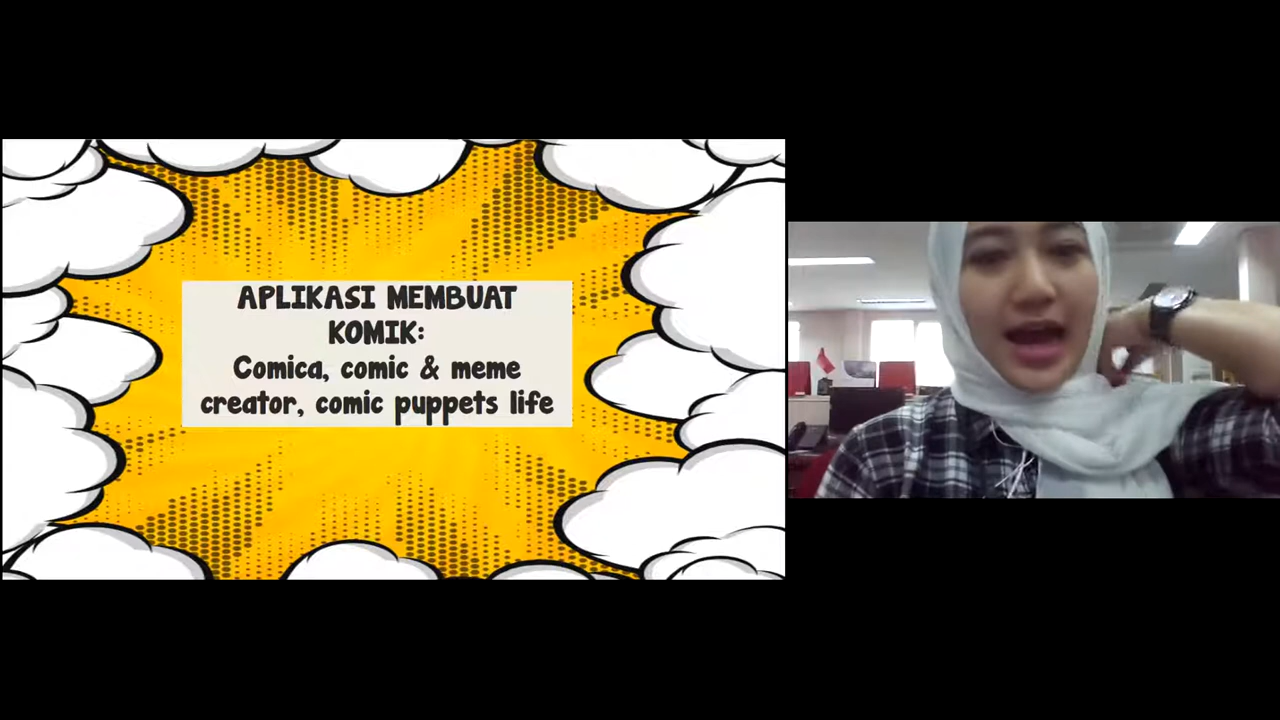 APLIKASI MEMBUAT
KOMIK:
Comica, comic & meme
creator, comic puppets life